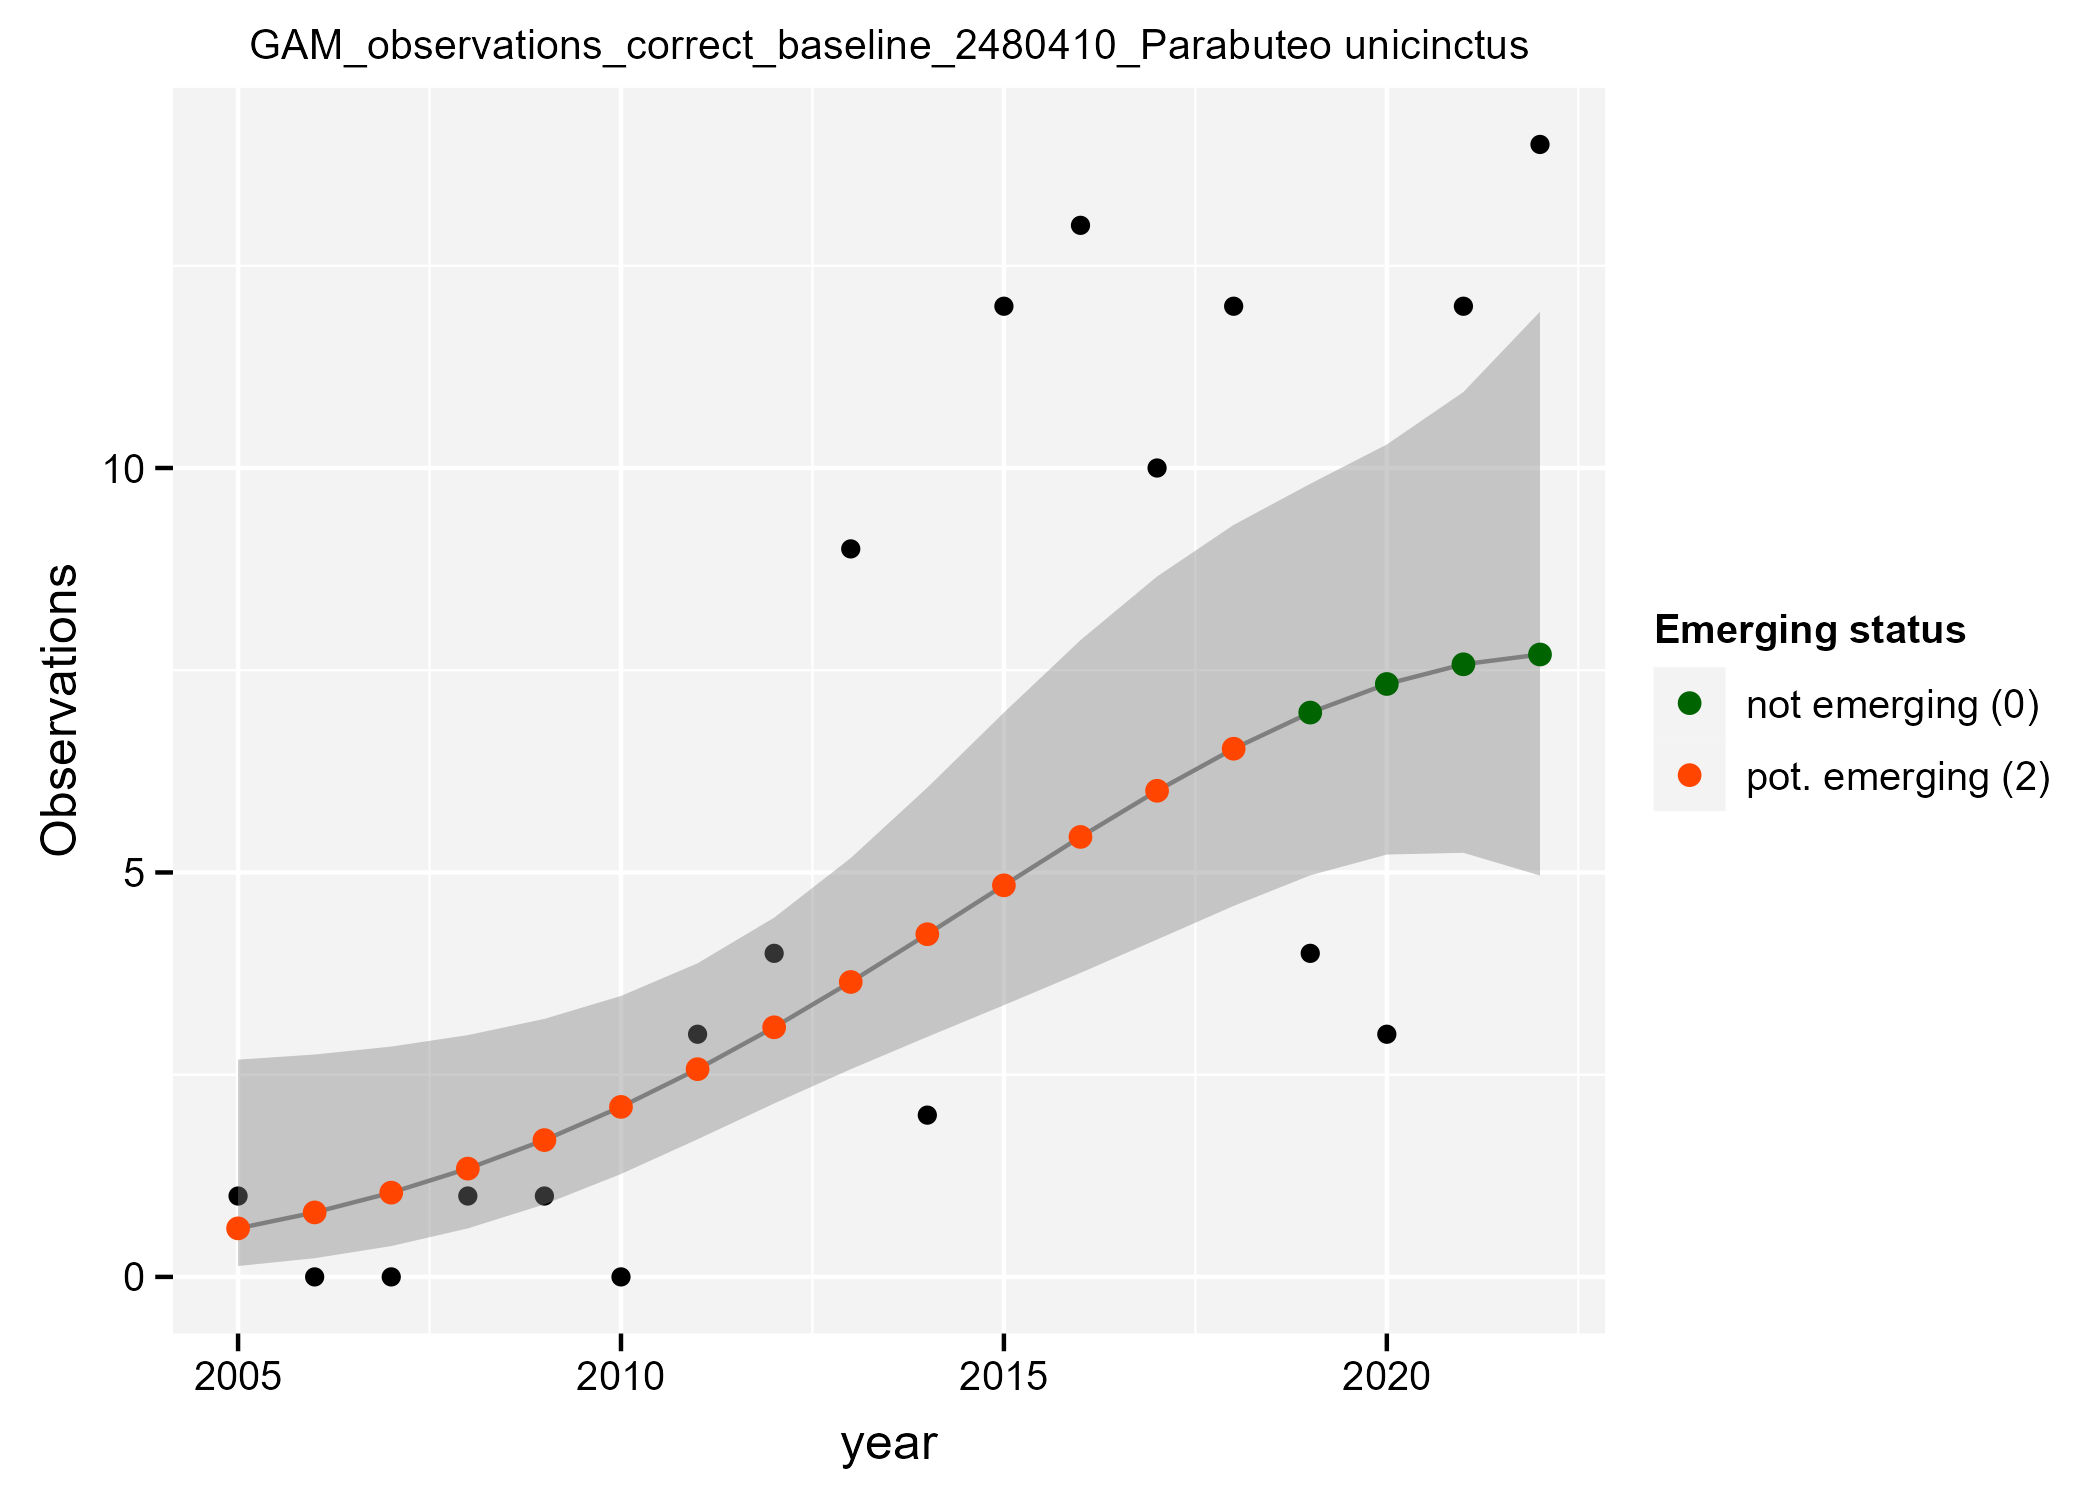 GAM_observations_correct_baseline_2480410_Parabuteo unicinctus
Observations
10
5
0
2005
2010
2015
2020
year
Emerging status
not emerging (0)
pot. emerging (2)